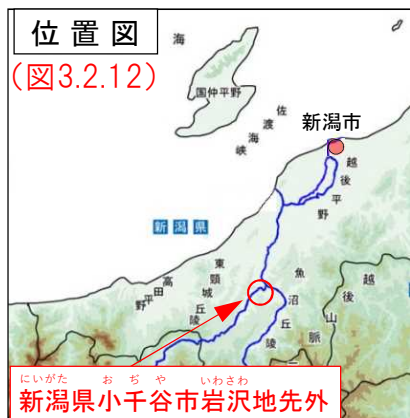 位置図
(図3.2.12)
海
国仲平野
佐渡海峡
新潟市
越後平野
新潟県
高田平野
東頸城丘陵
魚沼丘陵
越後山脈
にいがた おぢや いわさわ
新潟県小千谷市岩沢地先外